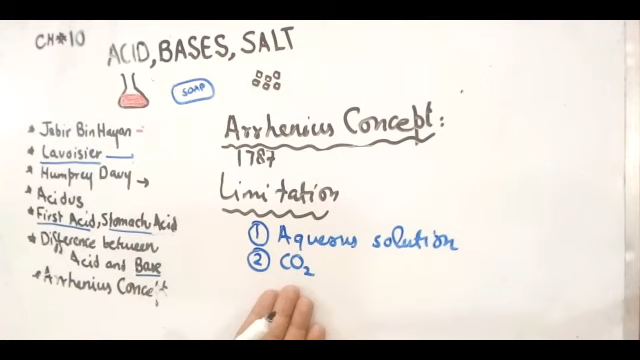 CH#10
ACID, BASES, SALT
SOAP
* Jabir Bin Hayan -
* Lavoisier
* Humphrey Davy →
* Acidus
* First Acid, Stomach Acid
* Difference between
Acid and Base
* Arrhenius Concept
Arrhenius Concept:
1787
Limitation
① Aqueous solution
② CO₂